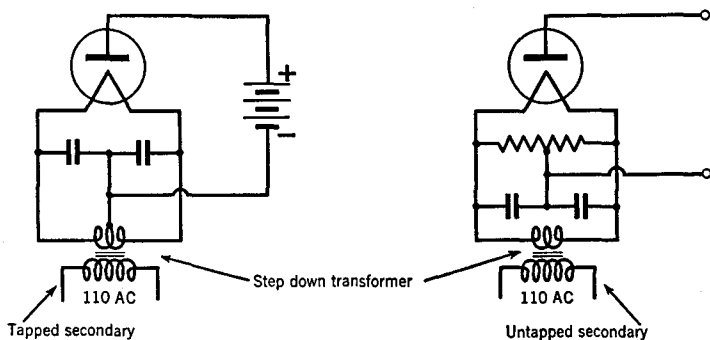 +
−
Step down transformer
110 AC
110 AC
Tapped secondary
Untapped secondary